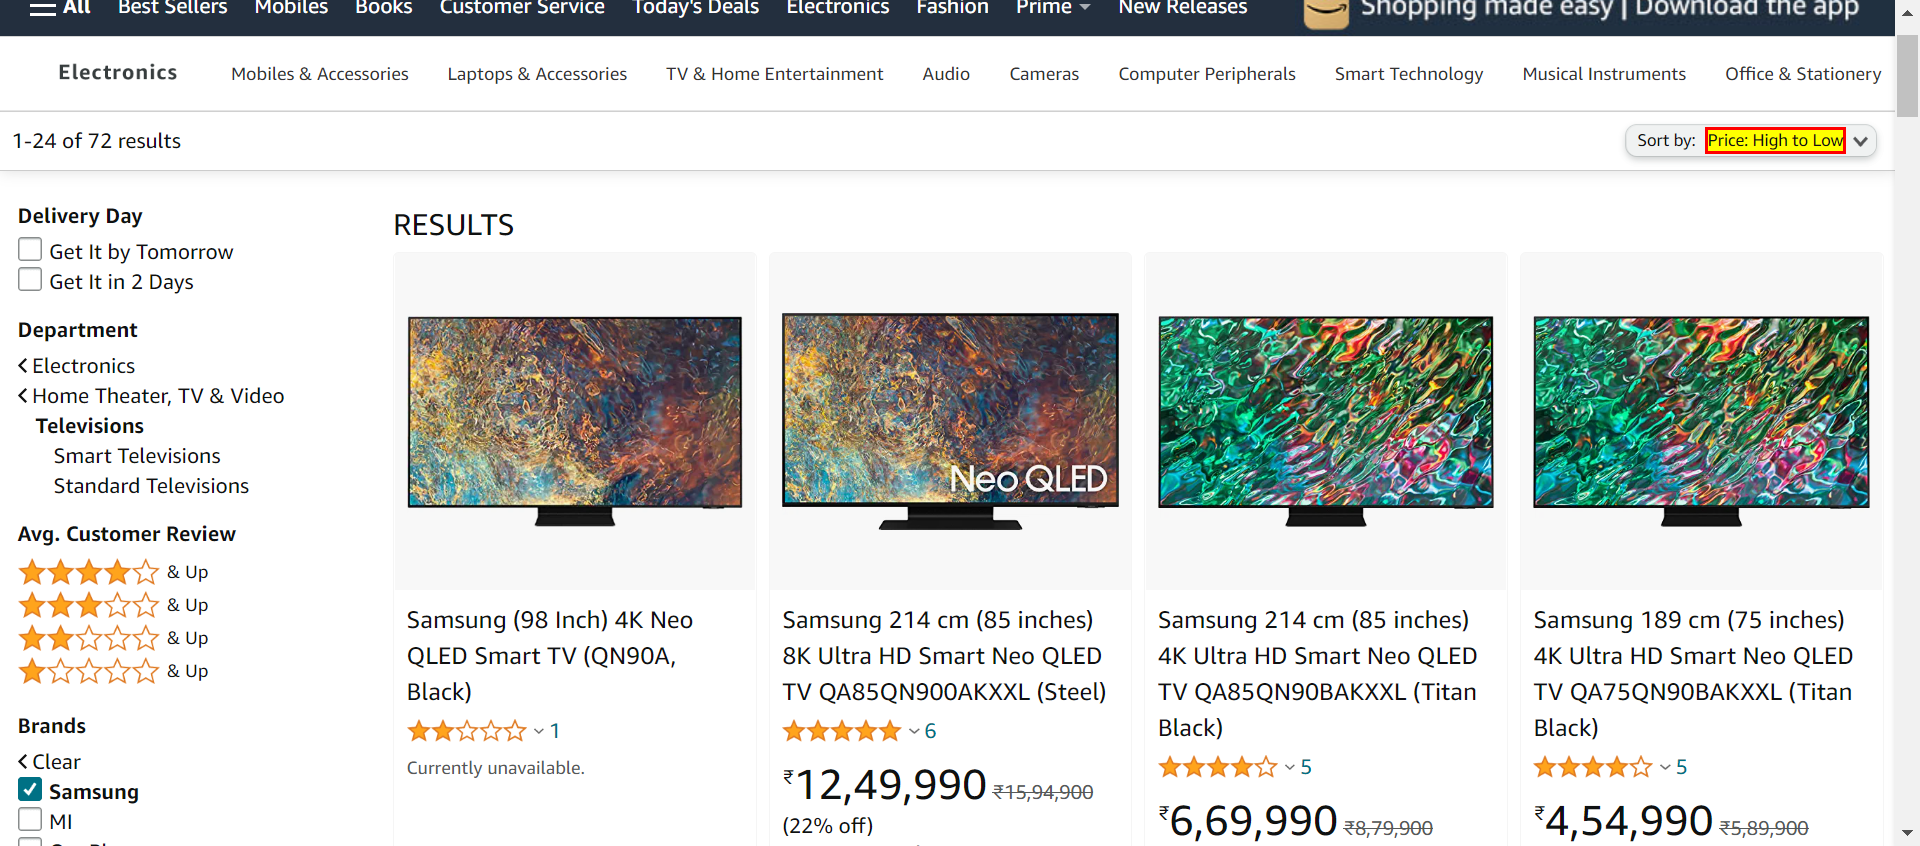 All Best Sellers Mobiles Books Customer Service Today's Deals Electronics Fashion Prime New Releases Shopping made easy | Download the app
Electronics Mobiles & Accessories Laptops & Accessories TV & Home Entertainment Audio Cameras Computer Peripherals Smart Technology Musical Instruments Office & Stationery
1-24 of 72 results Sort by: Price: High to Low
Delivery Day
Get It by Tomorrow
Get It in 2 Days
Department
Electronics
Home Theater, TV & Video
Televisions
Smart Televisions
Standard Televisions
Avg. Customer Review
& Up
& Up
& Up
& Up
Brands
Clear
Samsung
MI
RESULTS
Samsung (98 Inch) 4K Neo
QLED Smart TV (QN90A,
Black)
1
Currently unavailable.
Neo QLED
Samsung 214 cm (85 inches)
8K Ultra HD Smart Neo QLED
TV QA85QN900AKXXL (Steel)
6
₹12,49,990 ₹15,94,900
(22% off)
Samsung 214 cm (85 inches)
4K Ultra HD Smart Neo QLED
TV QA85QN90BAKXXL (Titan
Black)
5
₹6,69,990 ₹8,79,900
Samsung 189 cm (75 inches)
4K Ultra HD Smart Neo QLED
TV QA75QN90BAKXXL (Titan
Black)
5
₹4,54,990 ₹5,89,900